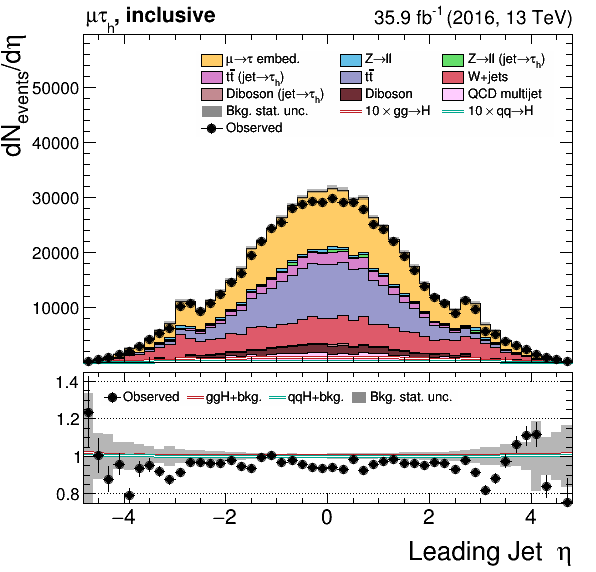 μτh, inclusive 35.9 fb⁻¹ (2016, 13 TeV)
dNevents/dη
μ→τ embed. Z→ll Z→ll (jet→τh)
tt̄ (jet→τh) tt̄ W+jets
Diboson (jet→τh) Diboson QCD multijet
Bkg. stat. unc. 10 × gg→H 10 × qq→H
Observed
50000
40000
30000
20000
10000
1.4
Observed ggH+bkg. qqH+bkg. Bkg. stat. unc.
1.2
1
0.8
−4 −2 0 2 4
Leading Jet η